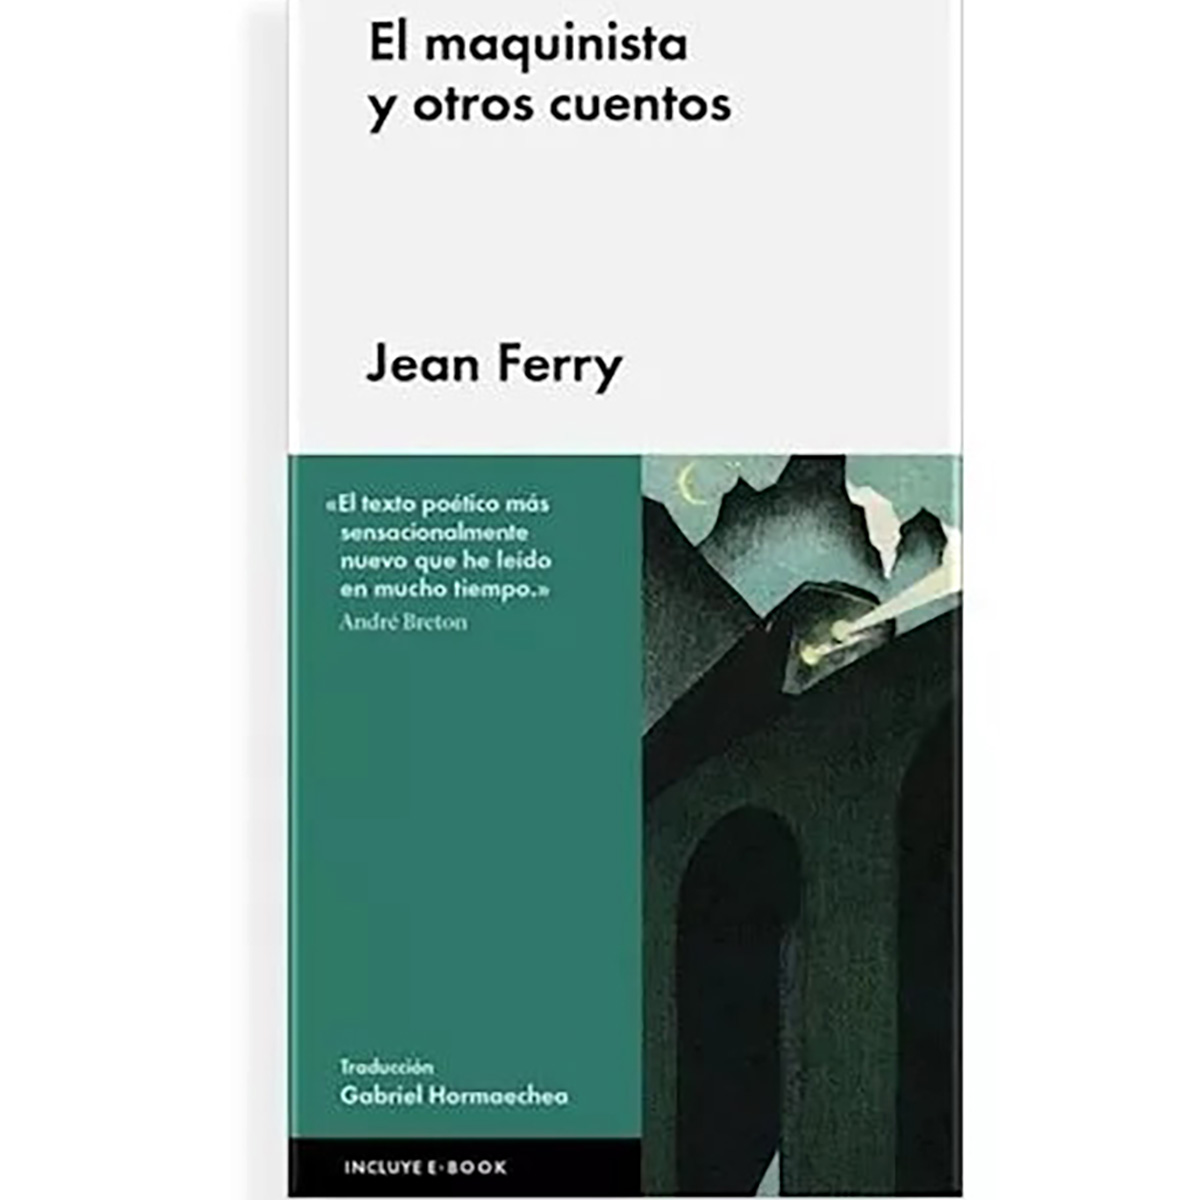 El maquinista
y otros cuentos
Jean Ferry
«El texto poético más
sensacionalmente
nuevo que he leído
en mucho tiempo.»
André Breton
Traducción
Gabriel Hormaechea
INCLUYE E-BOOK